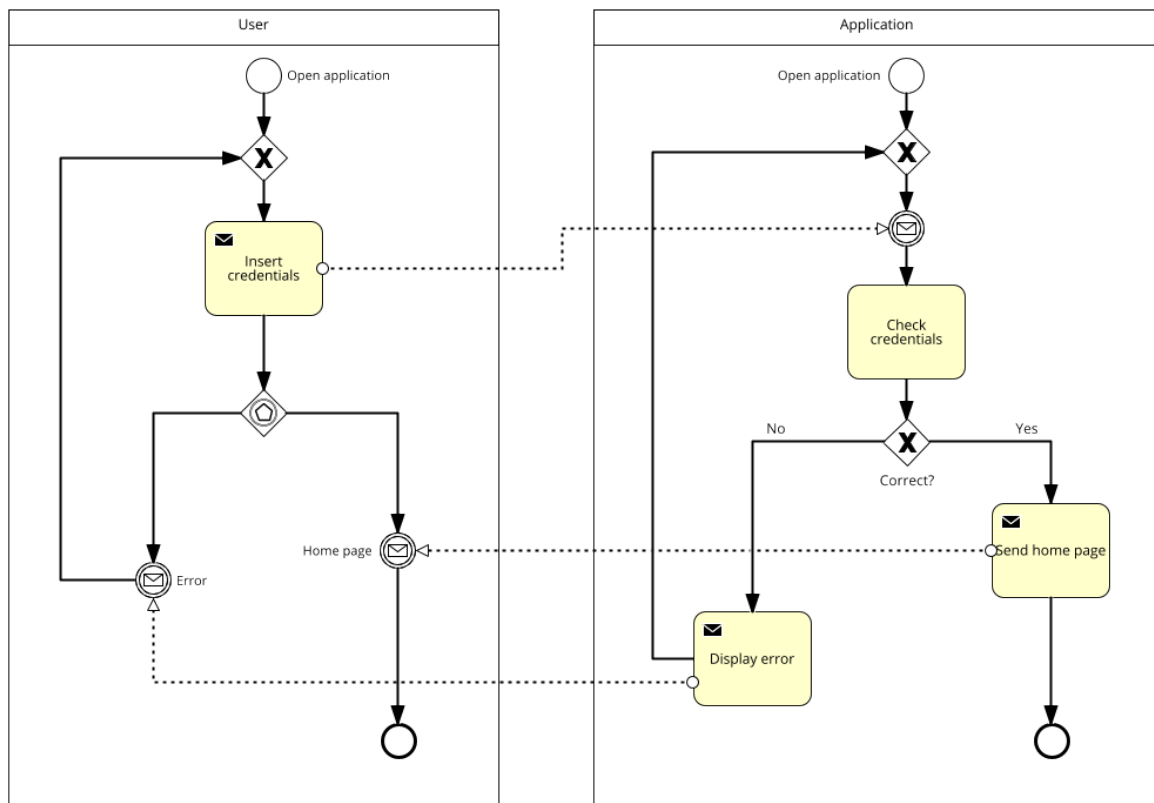 User
Application
Open application
Open application
Insert
credentials
Check
credentials
No
Yes
Correct?
Home page
Send home page
Error
Display error